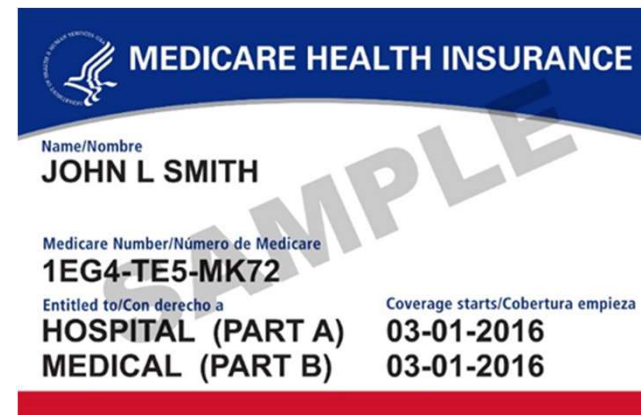 MEDICARE HEALTH INSURANCE
Name/Nombre
JOHN L SMITH
SAMPLE
Medicare Number/Número de Medicare
1EG4-TE5-MK72
Entitled to/Con derecho a
Coverage starts/Cobertura empieza
HOSPITAL (PART A) 03-01-2016
MEDICAL (PART B) 03-01-2016